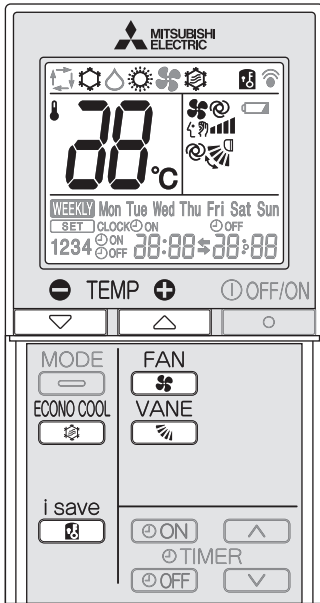 MITSUBISHI
ELECTRIC
88°C
WEEKLY Mon Tue Wed Thu Fri Sat Sun
SET CLOCK ON OFF
1234 ON OFF 88:88 88:88
TEMP OFF/ON
MODE FAN
ECONO COOL VANE
i save
ON
TIMER
OFF